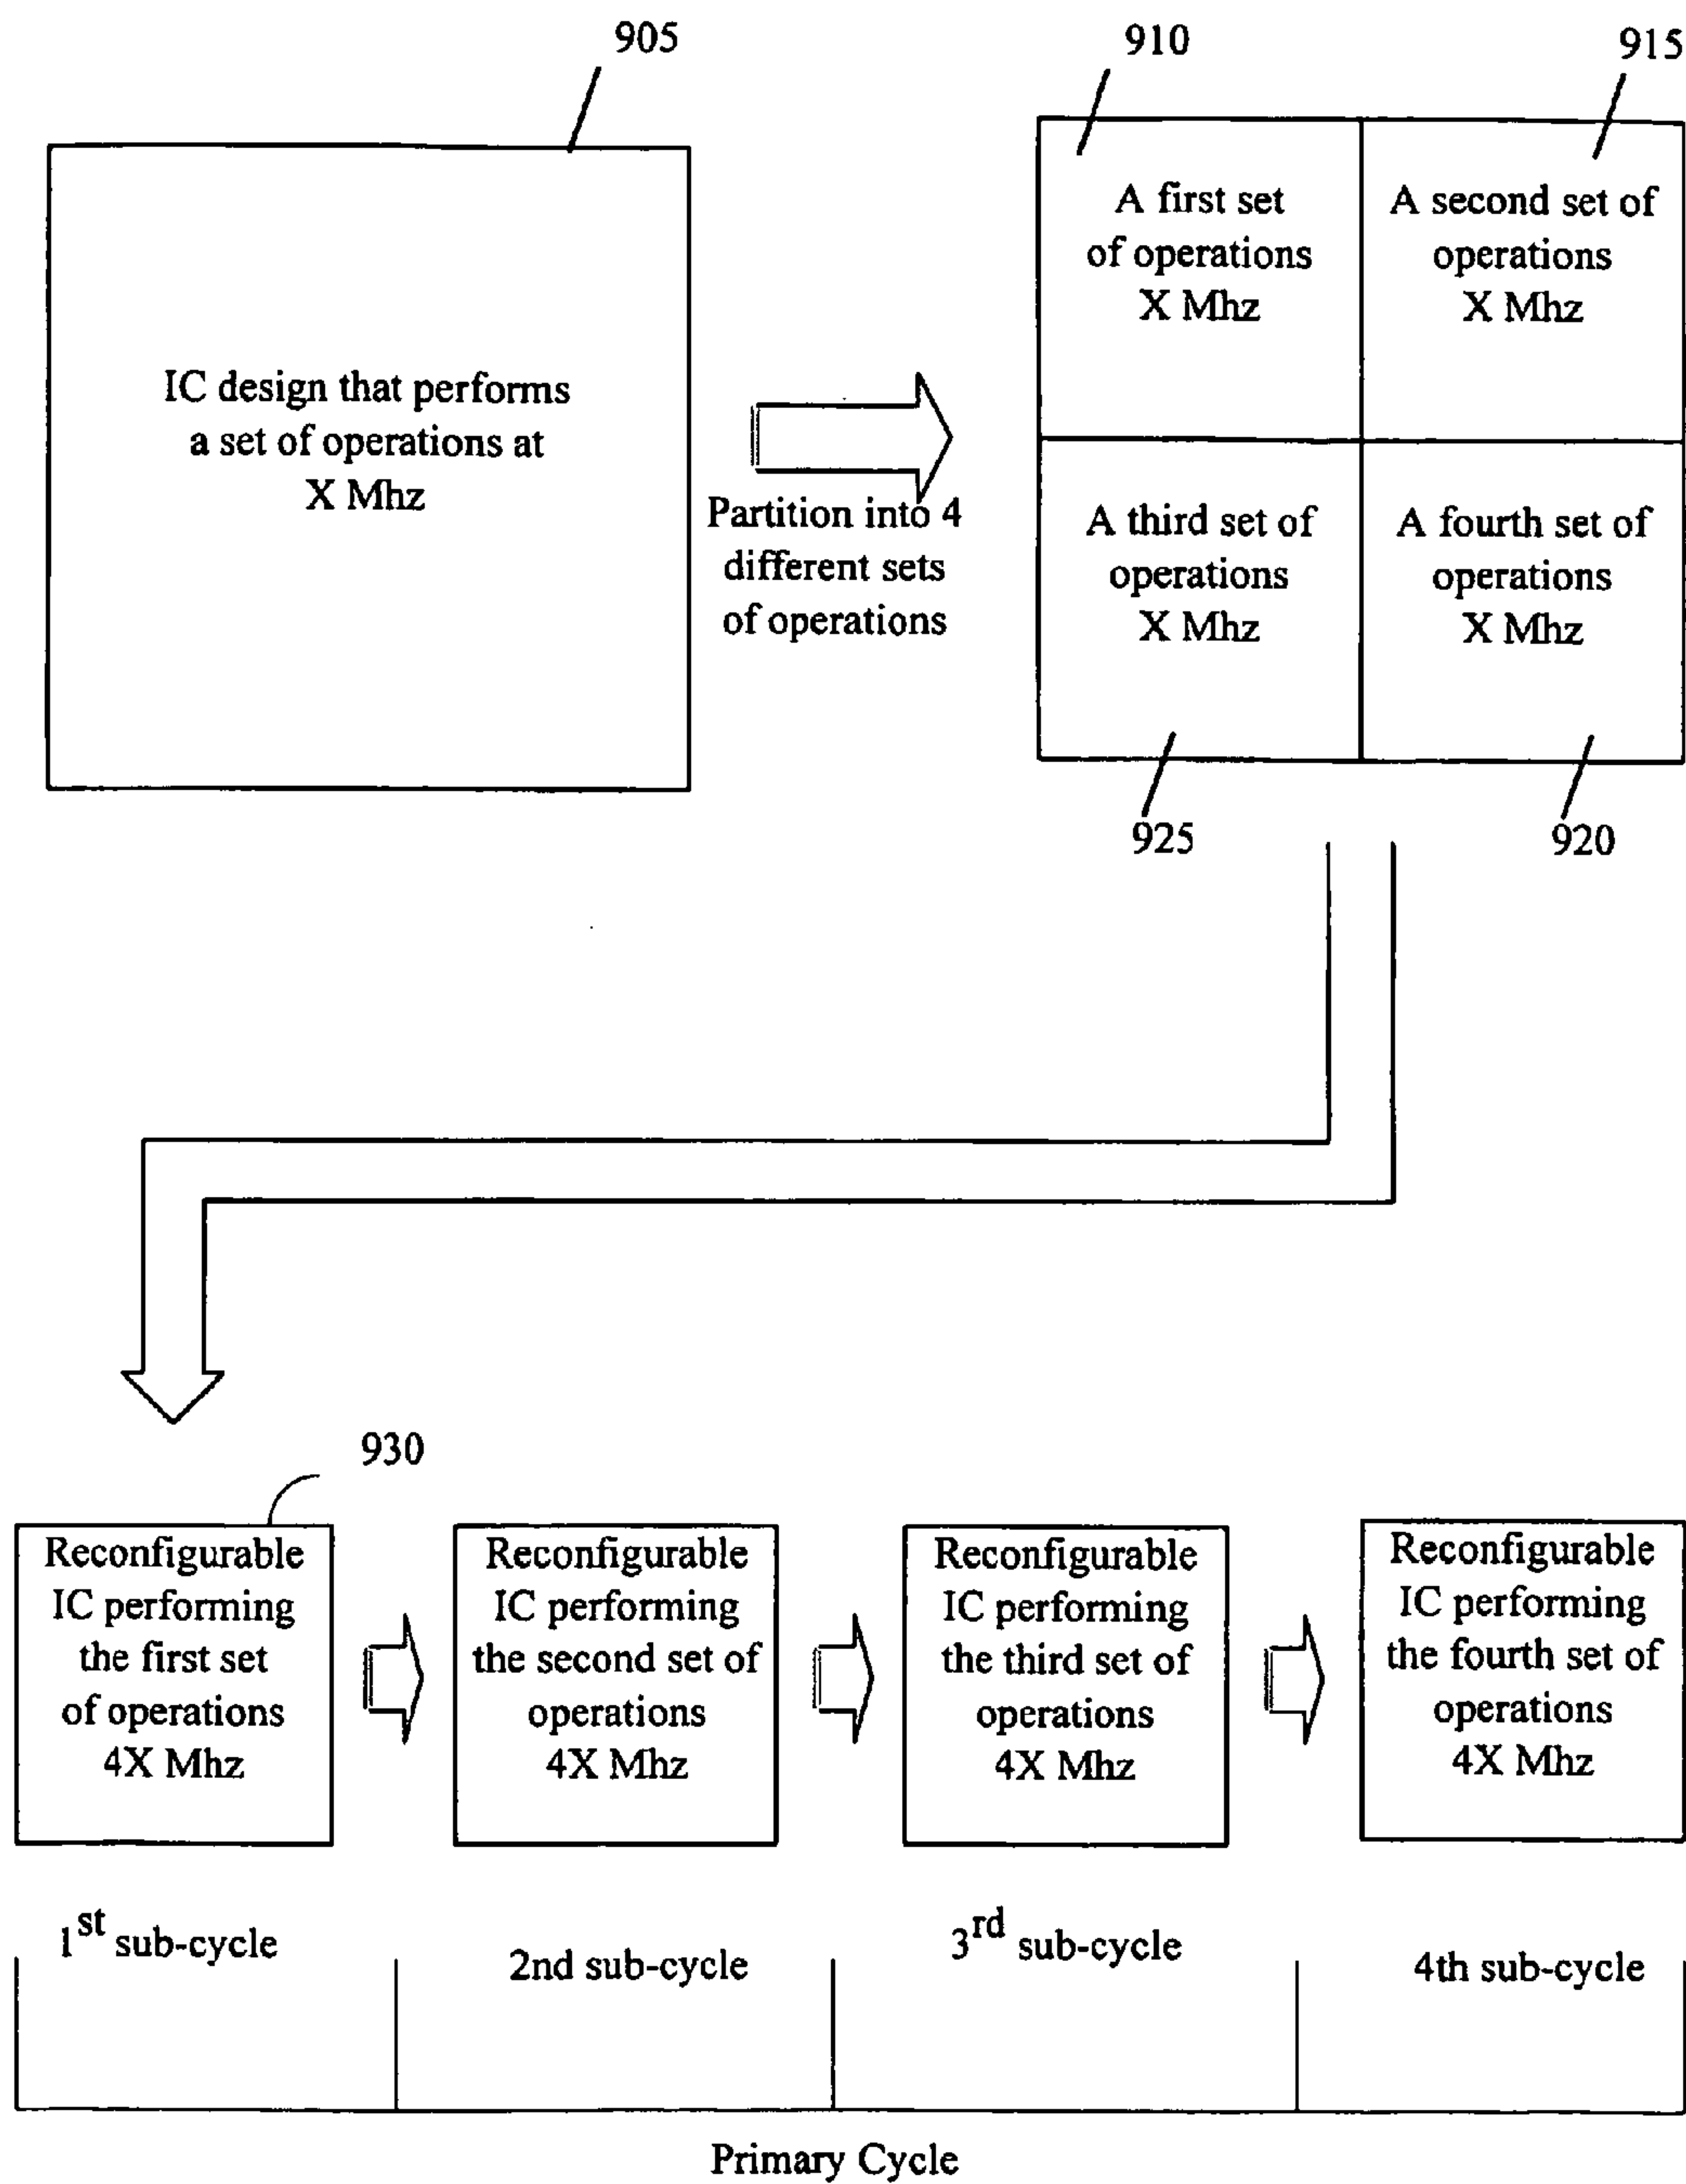 905
910
915
IC design that performs
a set of operations at
X Mhz
Partition into 4
different sets
of operations
A first set
of operations
X Mhz
A second set of
operations
X Mhz
A third set of
operations
X Mhz
A fourth set of
operations
X Mhz
925
920
930
Reconfigurable
IC performing
the first set
of operations
4X Mhz
Reconfigurable
IC performing
the second set of
operations
4X Mhz
Reconfigurable
IC performing
the third set of
operations
4X Mhz
Reconfigurable
IC performing
the fourth set of
operations
4X Mhz
1st sub-cycle
2nd sub-cycle
3rd sub-cycle
4th sub-cycle
Primary Cycle